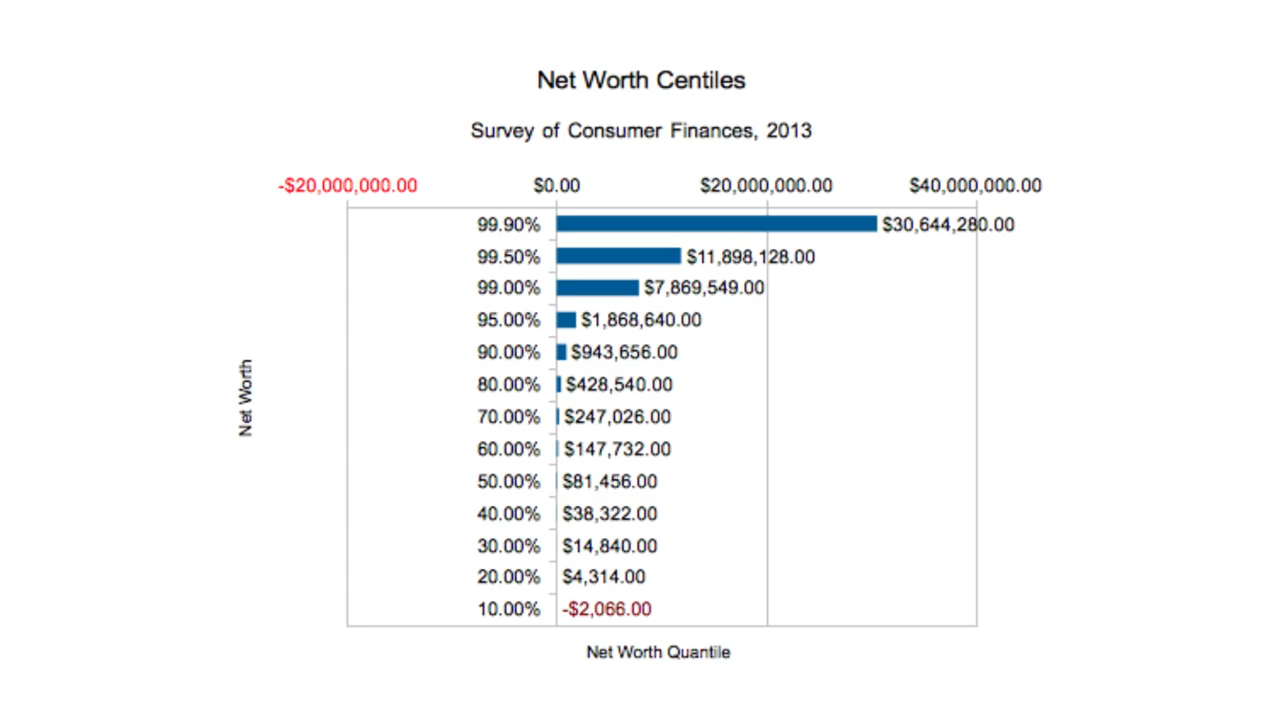 Net Worth Centiles
Survey of Consumer Finances, 2013
-$20,000,000.00 $0.00 $20,000,000.00 $40,000,000.00
99.90% $30,644,280.00
99.50% $11,898,128.00
99.00% $7,869,549.00
95.00% $1,868,640.00
90.00% $943,656.00
80.00% $428,540.00
70.00% $247,026.00
60.00% $147,732.00
50.00% $81,456.00
40.00% $38,322.00
30.00% $14,840.00
20.00% $4,314.00
10.00% -$2,066.00
Net Worth
Net Worth Quantile